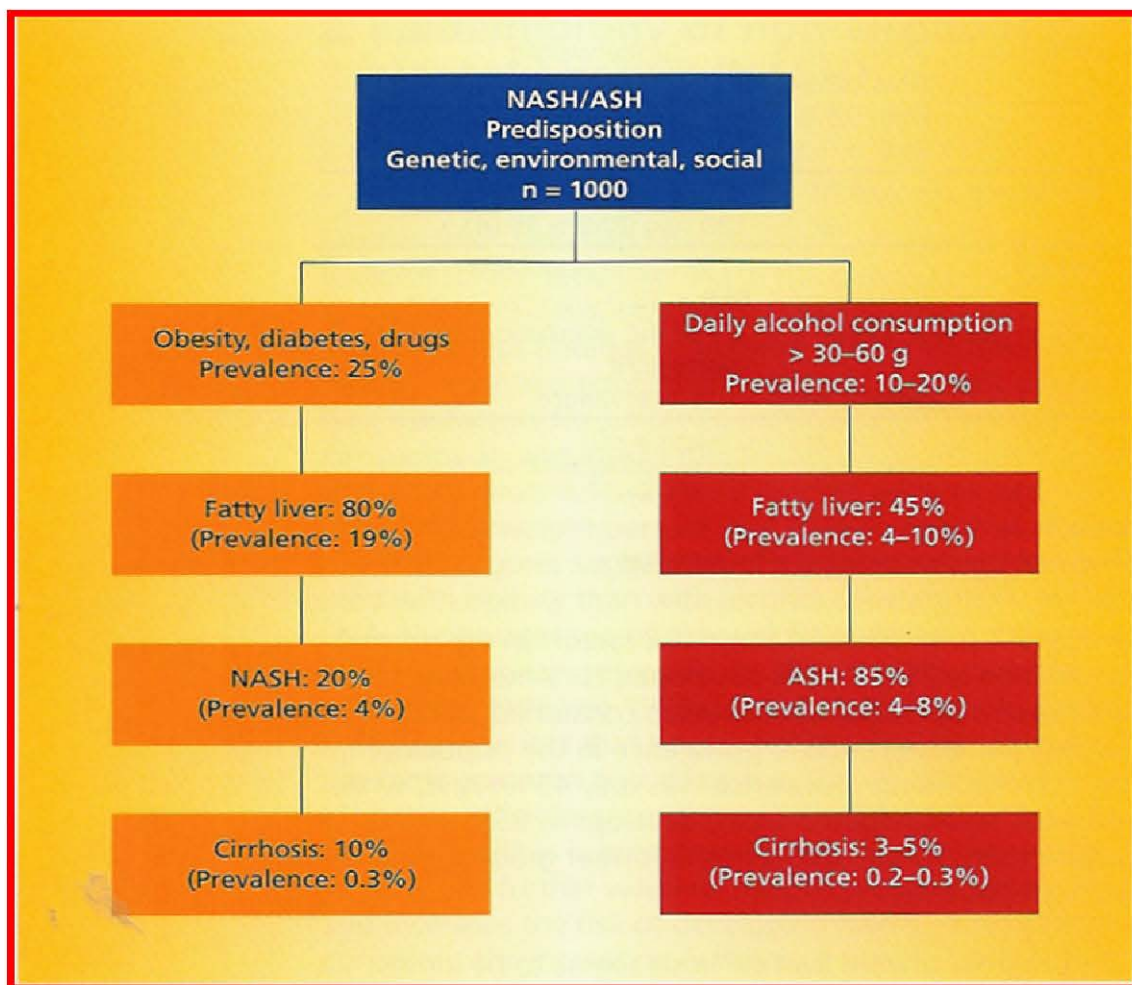 NASH/ASH
Predisposition
Genetic, environmental, social
n = 1000
Obesity, diabetes, drugs
Prevalence: 25%
Daily alcohol consumption
> 30–60 g
Prevalence: 10–20%
Fatty liver: 80%
(Prevalence: 19%)
Fatty liver: 45%
(Prevalence: 4–10%)
NASH: 20%
(Prevalence: 4%)
ASH: 85%
(Prevalence: 4–8%)
Cirrhosis: 10%
(Prevalence: 0.3%)
Cirrhosis: 3–5%
(Prevalence: 0.2–0.3%)